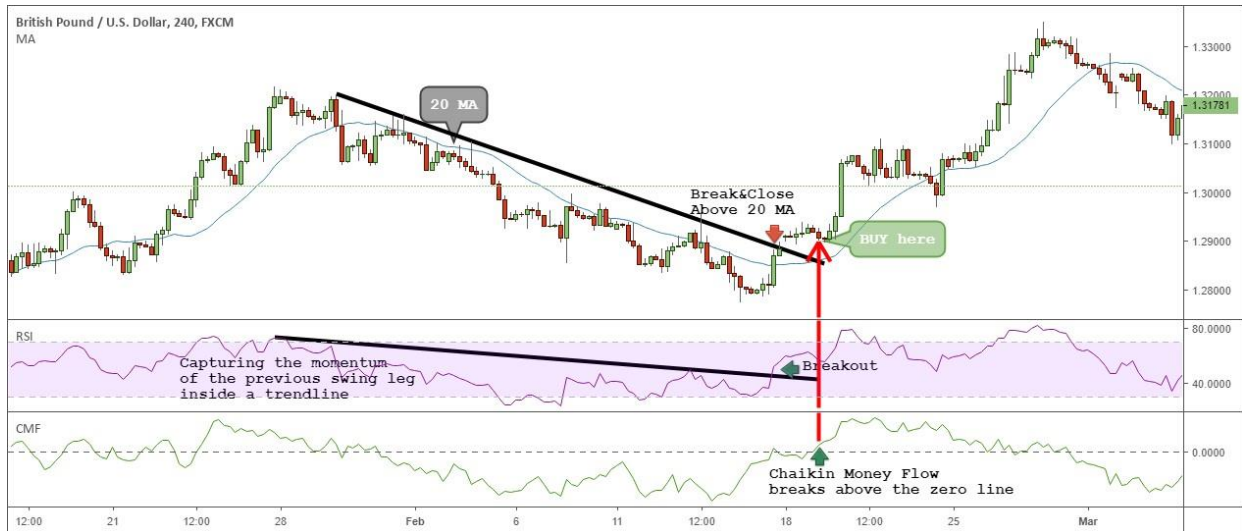 British Pound / U.S. Dollar, 240, FXCM
MA
1.33000
1.32000
1.31781
1.31000
1.30000
1.29000
1.28000
20 MA
Break&Close
Above 20 MA
BUY here
RSI
80.0000
40.0000
Capturing the momentum
of the previous swing leg
inside a trendline
Breakout
CMF
0.0000
Chaikin Money Flow
breaks above the zero line
12:00 21 12:00 28 Feb 6 11 12:00 18 12:00 25 12:00 Mar